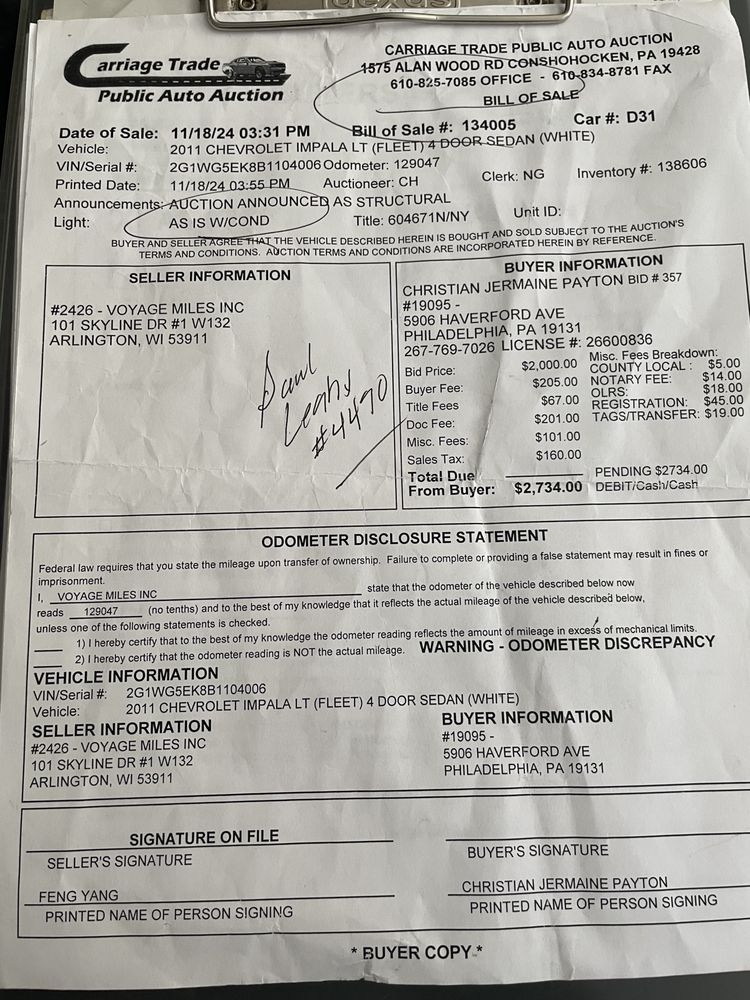 Carriage Trade
Public Auto Auction
CARRIAGE TRADE PUBLIC AUTO AUCTION
1575 ALAN WOOD RD CONSHOHOCKEN, PA 19428
610-825-7085 OFFICE - 610-834-8781 FAX
BILL OF SALE
Date of Sale: 11/18/24 03:31 PM Bill of Sale #: 134005 Car #: D31
Vehicle: 2011 CHEVROLET IMPALA LT (FLEET) 4 DOOR SEDAN (WHITE)
VIN/Serial #: 2G1WG5EK8B1104006 Odometer: 129047
Printed Date: 11/18/24 03:55 PM Auctioneer: CH Clerk: NG Inventory #: 138606
Announcements: AUCTION ANNOUNCED AS STRUCTURAL
Light: AS IS W/COND Title: 604671N/NY Unit ID:
BUYER AND SELLER AGREE THAT THE VEHICLE DESCRIBED HEREIN IS BOUGHT AND SOLD SUBJECT TO THE AUCTION'S
TERMS AND CONDITIONS. AUCTION TERMS AND CONDITIONS ARE INCORPORATED HEREIN BY REFERENCE.
SELLER INFORMATION
#2426 - VOYAGE MILES INC
101 SKYLINE DR #1 W132
ARLINGTON, WI 53911
#4470
BUYER INFORMATION
CHRISTIAN JERMAINE PAYTON BID # 357
#19095 -
5906 HAVERFORD AVE
PHILADELPHIA, PA 19131
267-769-7026 LICENSE #: 26600836
Bid Price: $2,000.00
Buyer Fee: $205.00
Title Fees $67.00
Doc Fee: $201.00
Misc. Fees: $101.00
Sales Tax: $160.00
Total Due
From Buyer: $2,734.00
Misc. Fees Breakdown:
COUNTY LOCAL : $5.00
NOTARY FEE: $14.00
OLRS: $18.00
REGISTRATION: $45.00
TAGS/TRANSFER: $19.00
PENDING $2734.00
DEBIT/Cash/Cash
ODOMETER DISCLOSURE STATEMENT
Federal law requires that you state the mileage upon transfer of ownership. Failure to complete or providing a false statement may result in fines or
imprisonment.
I, VOYAGE MILES INC state that the odometer of the vehicle described below now
reads 129047 (no tenths) and to the best of my knowledge that it reflects the actual mileage of the vehicle described below,
unless one of the following statements is checked.
1) I hereby certify that to the best of my knowledge the odometer reading reflects the amount of mileage in excess of mechanical limits.
2) I hereby certify that the odometer reading is NOT the actual mileage. WARNING - ODOMETER DISCREPANCY
VEHICLE INFORMATION
VIN/Serial #: 2G1WG5EK8B1104006
Vehicle: 2011 CHEVROLET IMPALA LT (FLEET) 4 DOOR SEDAN (WHITE)
SELLER INFORMATION
#2426 - VOYAGE MILES INC
101 SKYLINE DR #1 W132
ARLINGTON, WI 53911
BUYER INFORMATION
#19095 -
5906 HAVERFORD AVE
PHILADELPHIA, PA 19131
SIGNATURE ON FILE
SELLER'S SIGNATURE
BUYER'S SIGNATURE
FENG YANG
PRINTED NAME OF PERSON SIGNING
CHRISTIAN JERMAINE PAYTON
PRINTED NAME OF PERSON SIGNING
* BUYER COPY *